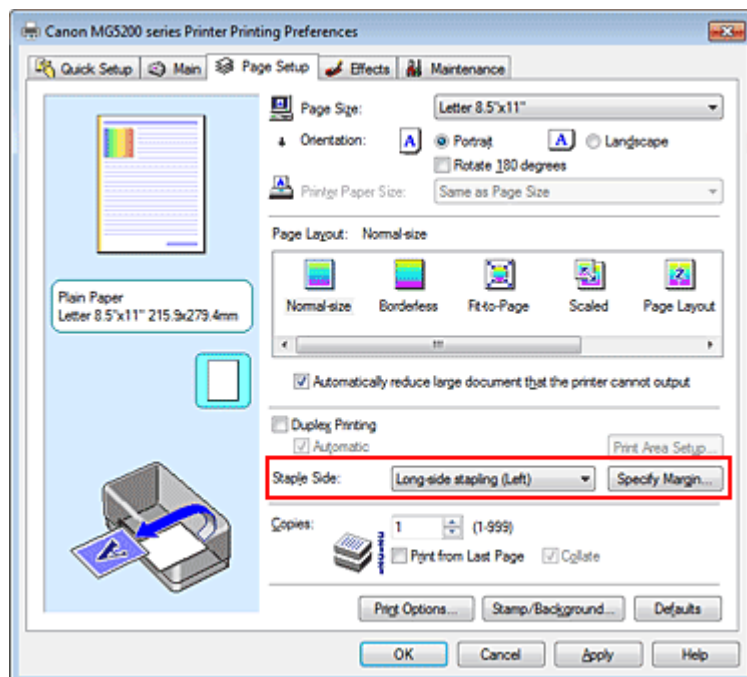 Canon MG5200 series Printer Printing Preferences
Quick Setup Main Page Setup Effects Maintenance
Page Size: Letter 8.5"x11"
Orientation: A Portrait A Landscape
Rotate 180 degrees
Printer Paper Size: Same as Page Size
Page Layout: Normal-size
Normal-size Borderless Fit-to-Page Scaled Page Layout
Plain Paper
Letter 8.5"x11" 215.9x279.4mm
Automatically reduce large document that the printer cannot output
Duplex Printing
Automatic Print Area Setup...
Staple Side: Long-side stapling (Left) Specify Margin...
Copies: 1 (1-999)
Print from Last Page Collate
Print Options... Stamp/Background... Defaults
OK Cancel Apply Help